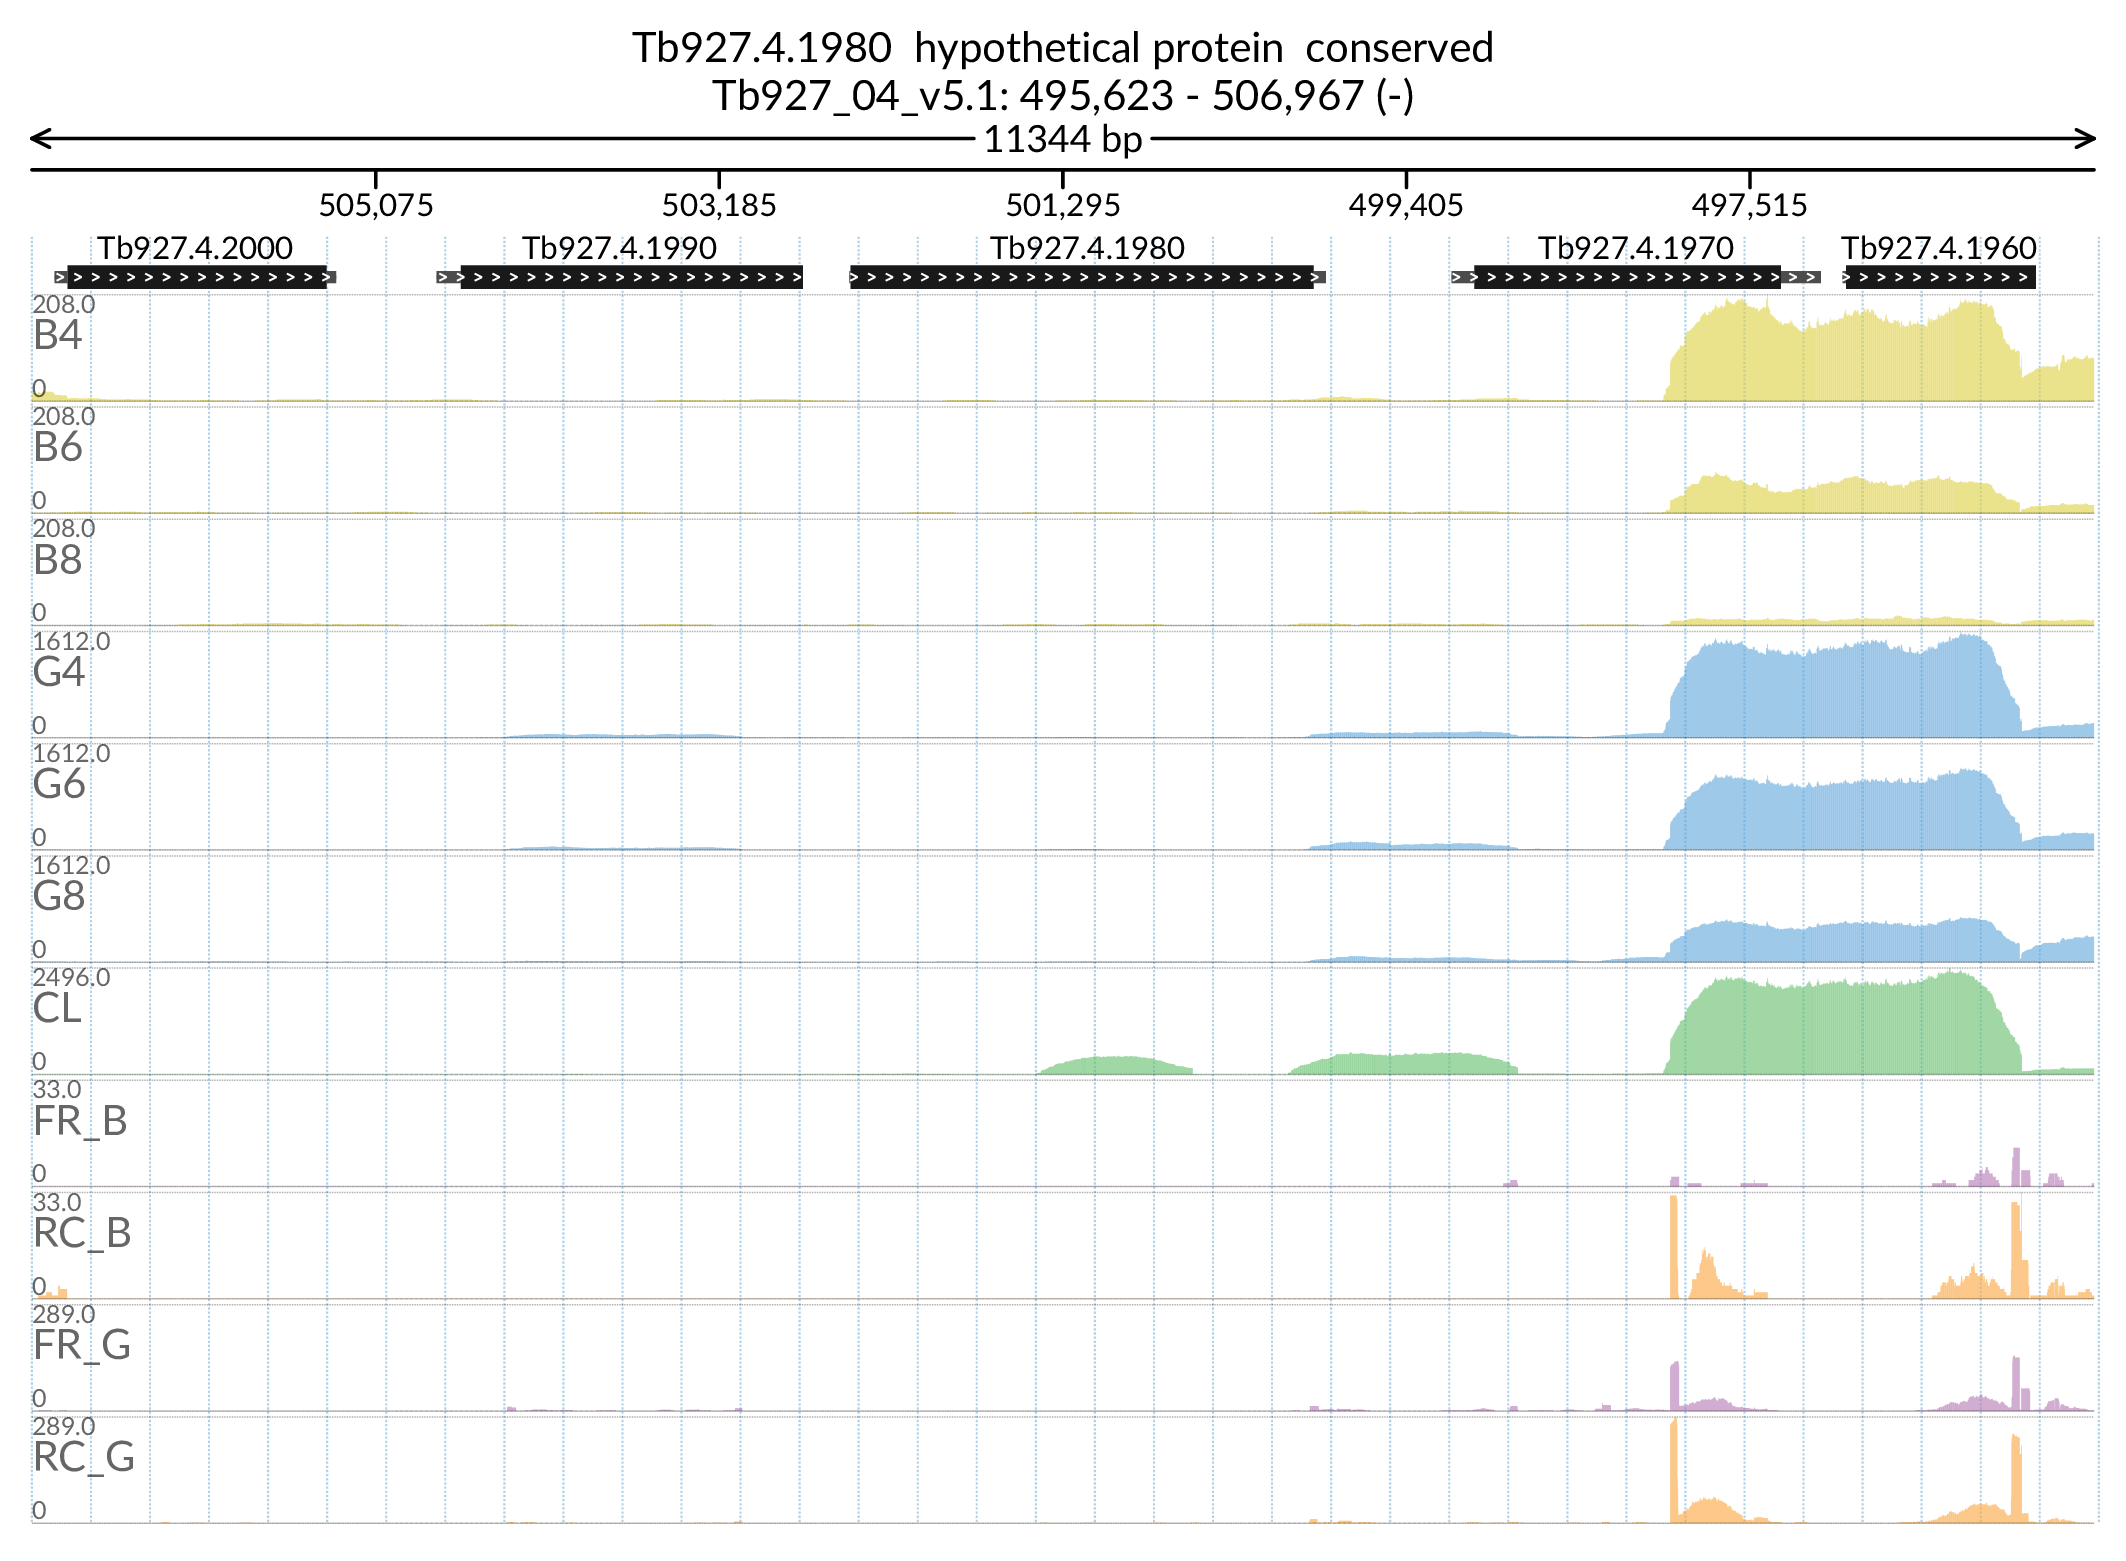 Tb927.4.1980 hypothetical protein conserved
Tb927_04_v5.1: 495,623 - 506,967 (-)
11344 bp
505,075 503,185 501,295 499,405 497,515
Tb927.4.2000 Tb927.4.1990 Tb927.4.1980 Tb927.4.1970 Tb927.4.1960
208.0
B4
0
208.0
B6
0
208.0
B8
0
1612.0
G4
0
1612.0
G6
0
1612.0
G8
0
2496.0
CL
0
33.0
FR_B
0
33.0
RC_B
0
289.0
FR_G
0
289.0
RC_G
0